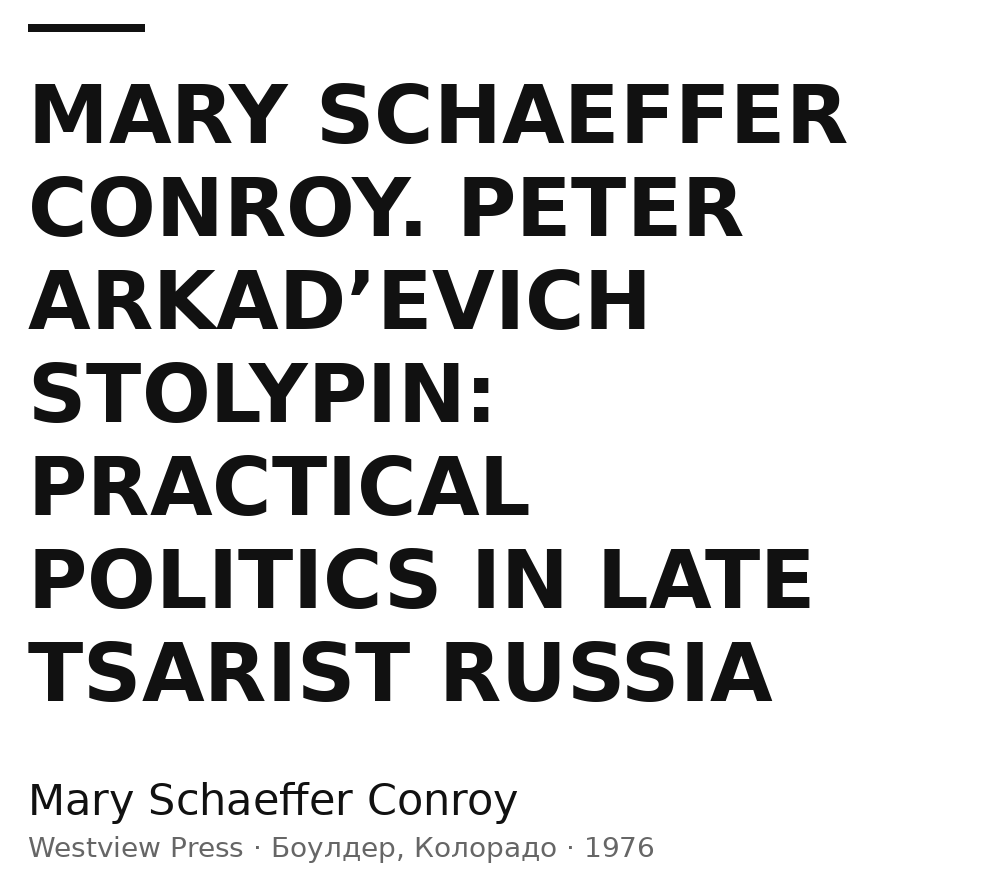 MARY SCHAEFFER
CONROY. PETER
ARKAD’EVICH
STOLYPIN:
PRACTICAL
POLITICS IN LATE
TSARIST RUSSIA
Mary Schaeffer Conroy
Westview Press · Боулдер, Колорадо · 1976